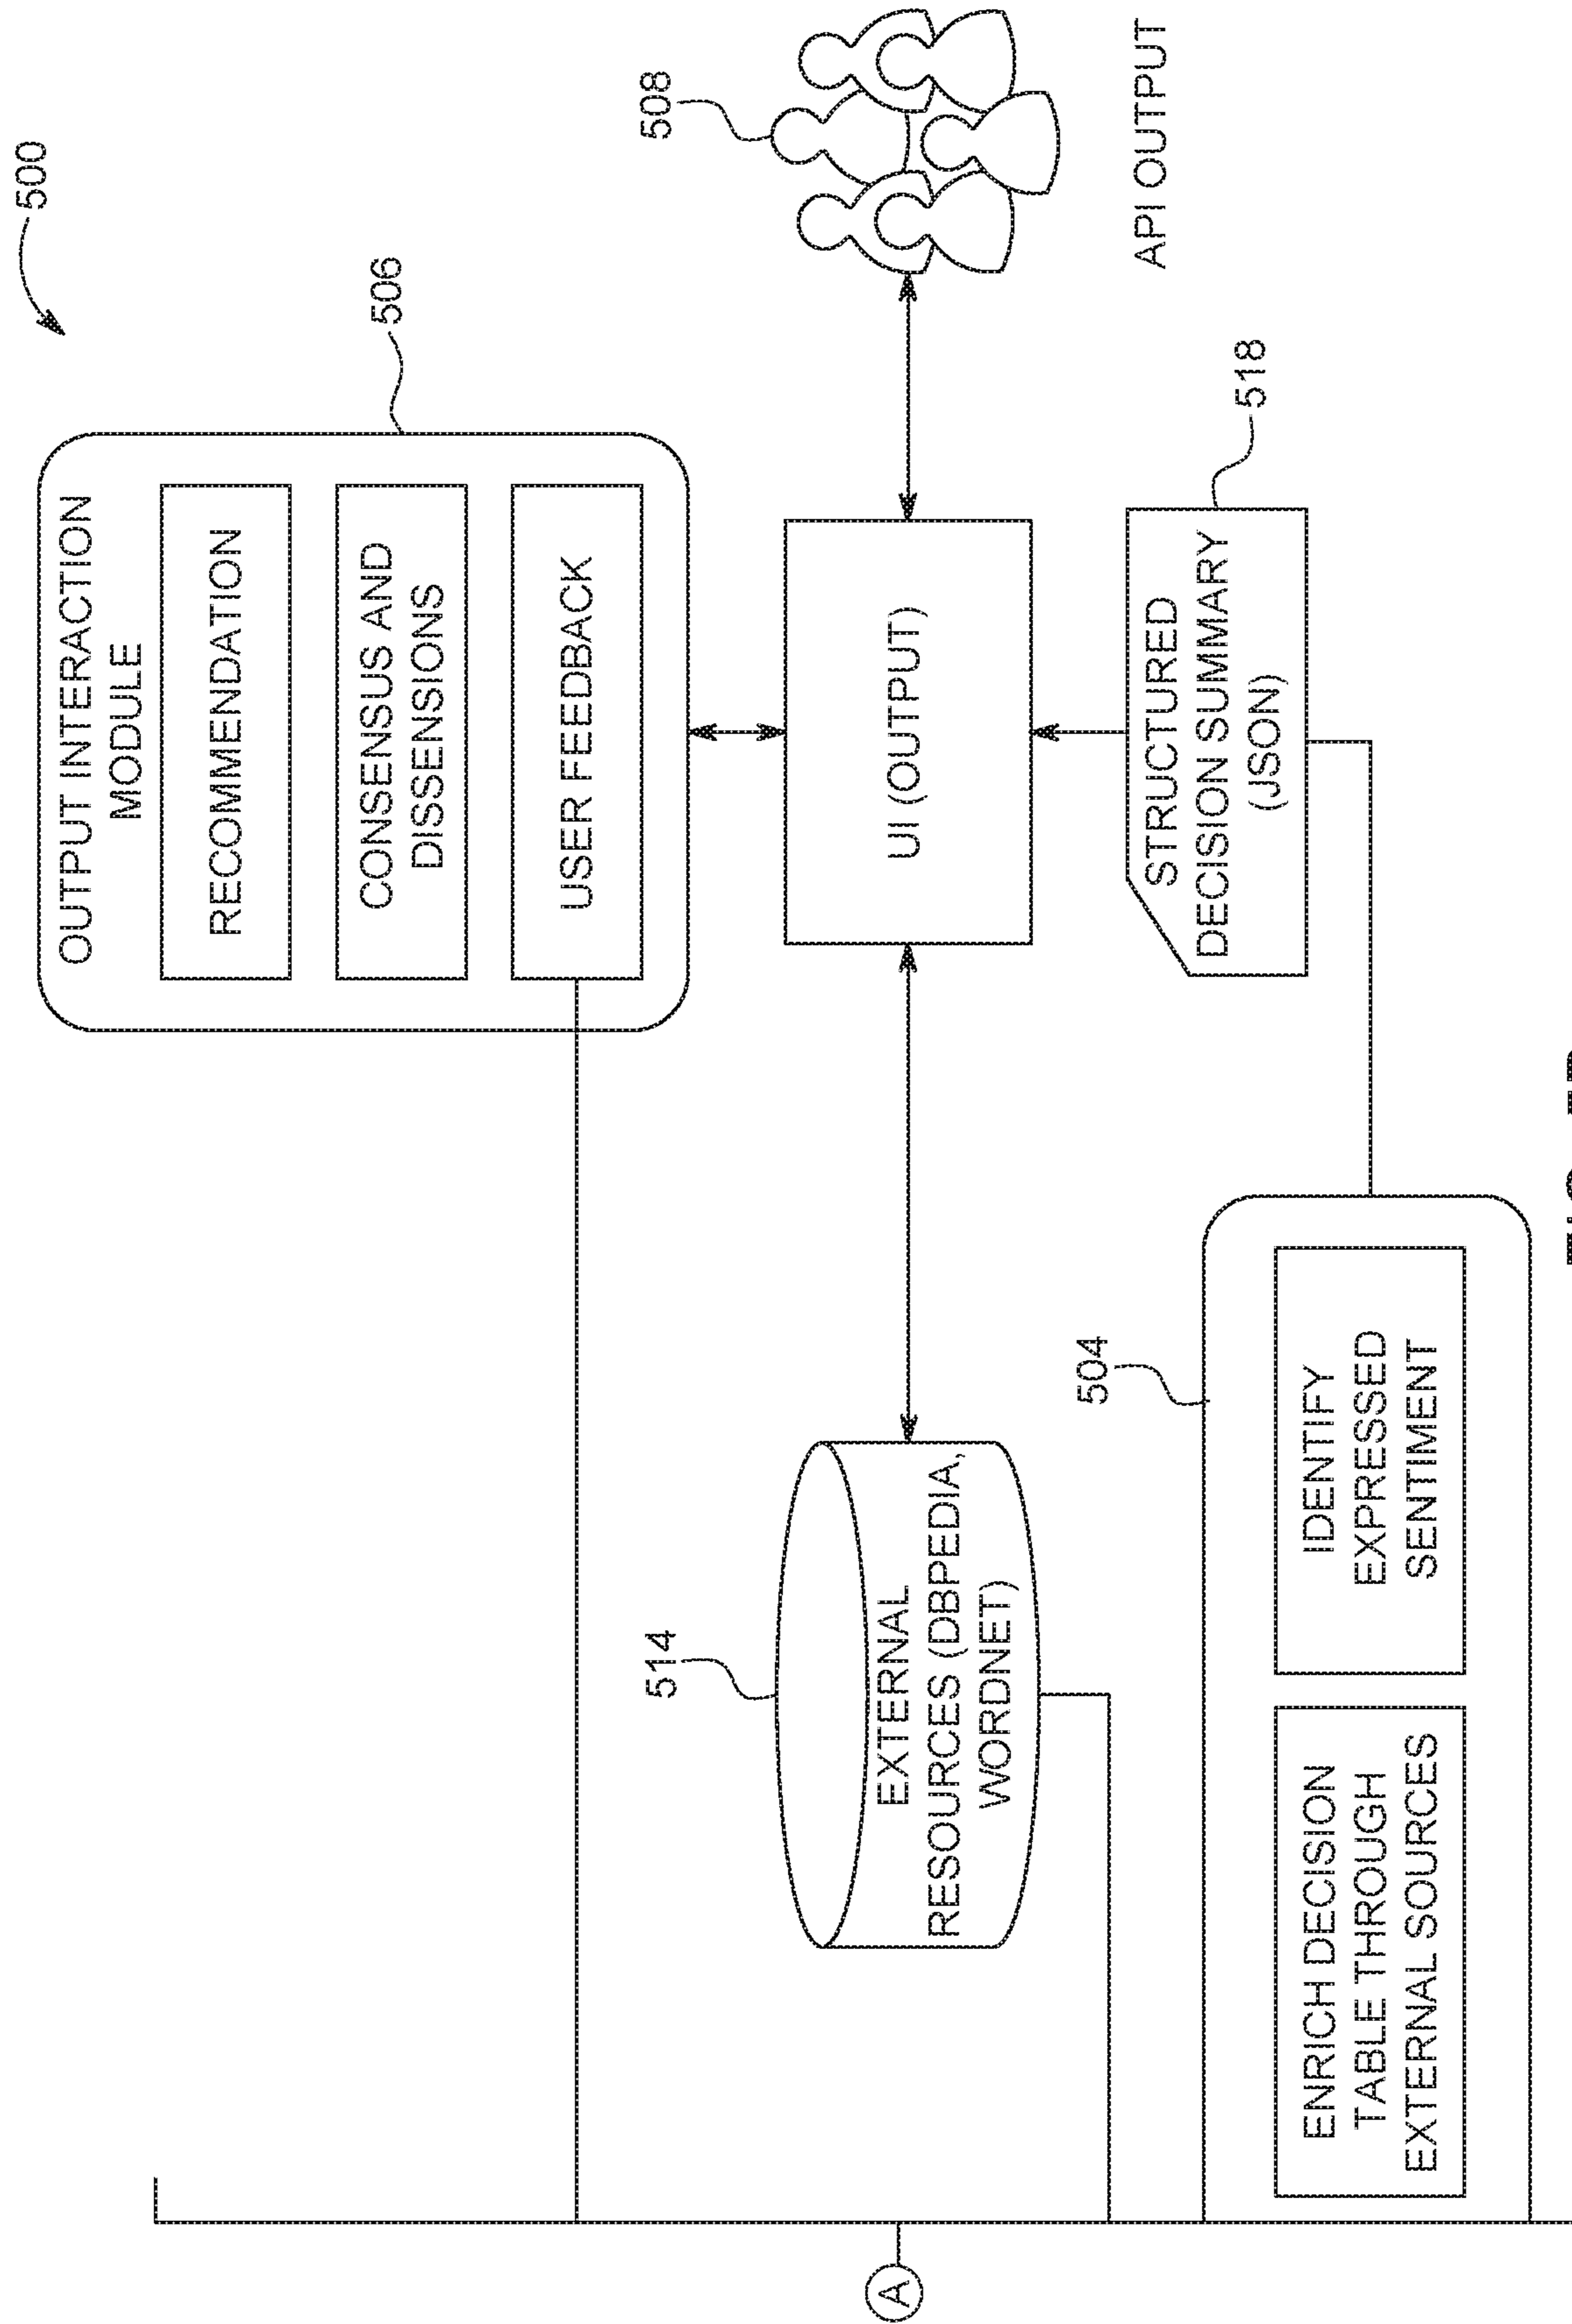 500
OUTPUT INTERACTION
MODULE
RECOMMENDATION
CONSENSUS AND
DISSENSIONS
USER FEEDBACK
506
508
API OUTPUT
UI (OUTPUT)
514
EXTERNAL
RESOURCES (DBPEDIA,
WORDNET)
STRUCTURED
DECISION SUMMARY
(JSON)
518
504
ENRICH DECISION
TABLE THROUGH
EXTERNAL SOURCES
IDENTIFY
EXPRESSED
SENTIMENT
A